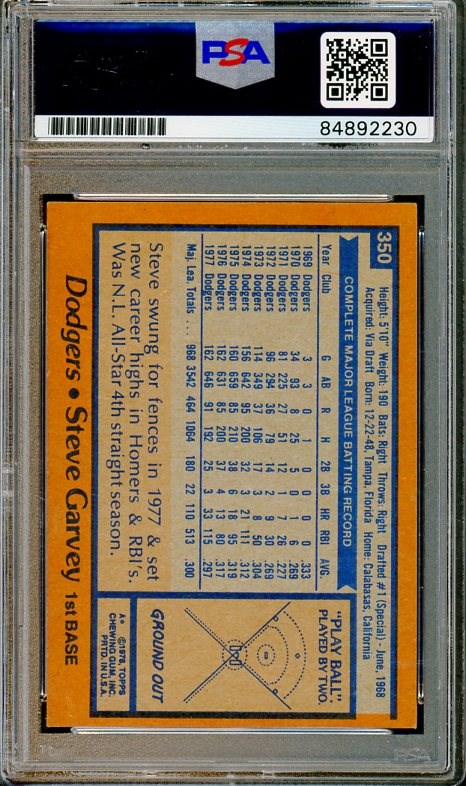 PSA
84892230
350
Height: 5'10" Weight: 190 Bats: Right Throws: Right Drafted #1 (Special) - June, 1968
Acquired: Via Draft Born: 12-22-48, Tampa, Florida Home: Calabasas, California
COMPLETE MAJOR LEAGUE BATTING RECORD
Year Club G AB R H 2B 3B HR RBI AVG.
1969 Dodgers 3 3 0 1 0 0 0 0 .333
1970 Dodgers 34 93 8 25 5 0 1 6 .269
1971 Dodgers 81 225 27 51 12 1 7 26 .227
1972 Dodgers 96 294 36 79 14 2 9 30 .269
1973 Dodgers 114 349 37 106 17 3 8 50 .304
1974 Dodgers 156 642 95 200 32 3 21 111 .312
1975 Dodgers 160 659 85 210 38 6 18 95 .319
1976 Dodgers 162 631 85 200 37 4 13 80 .317
1977 Dodgers 162 646 91 192 25 3 33 115 .29
Maj. Lea. Totals . . . 968 3542 464 1064 180 22 110 513 .300
Steve swung for fences in 1977 & set
new career highs in Homers & RBI's.
Was N.L. All-Star 4th straight season.
"PLAY BALL".
PLAYED BY TWO.
GROUND OUT
A* ©1978, TOPPS
CHEWING GUM, INC.
PRTD IN U.S.A.
Dodgers • Steve Garvey 1st BASE
PSA